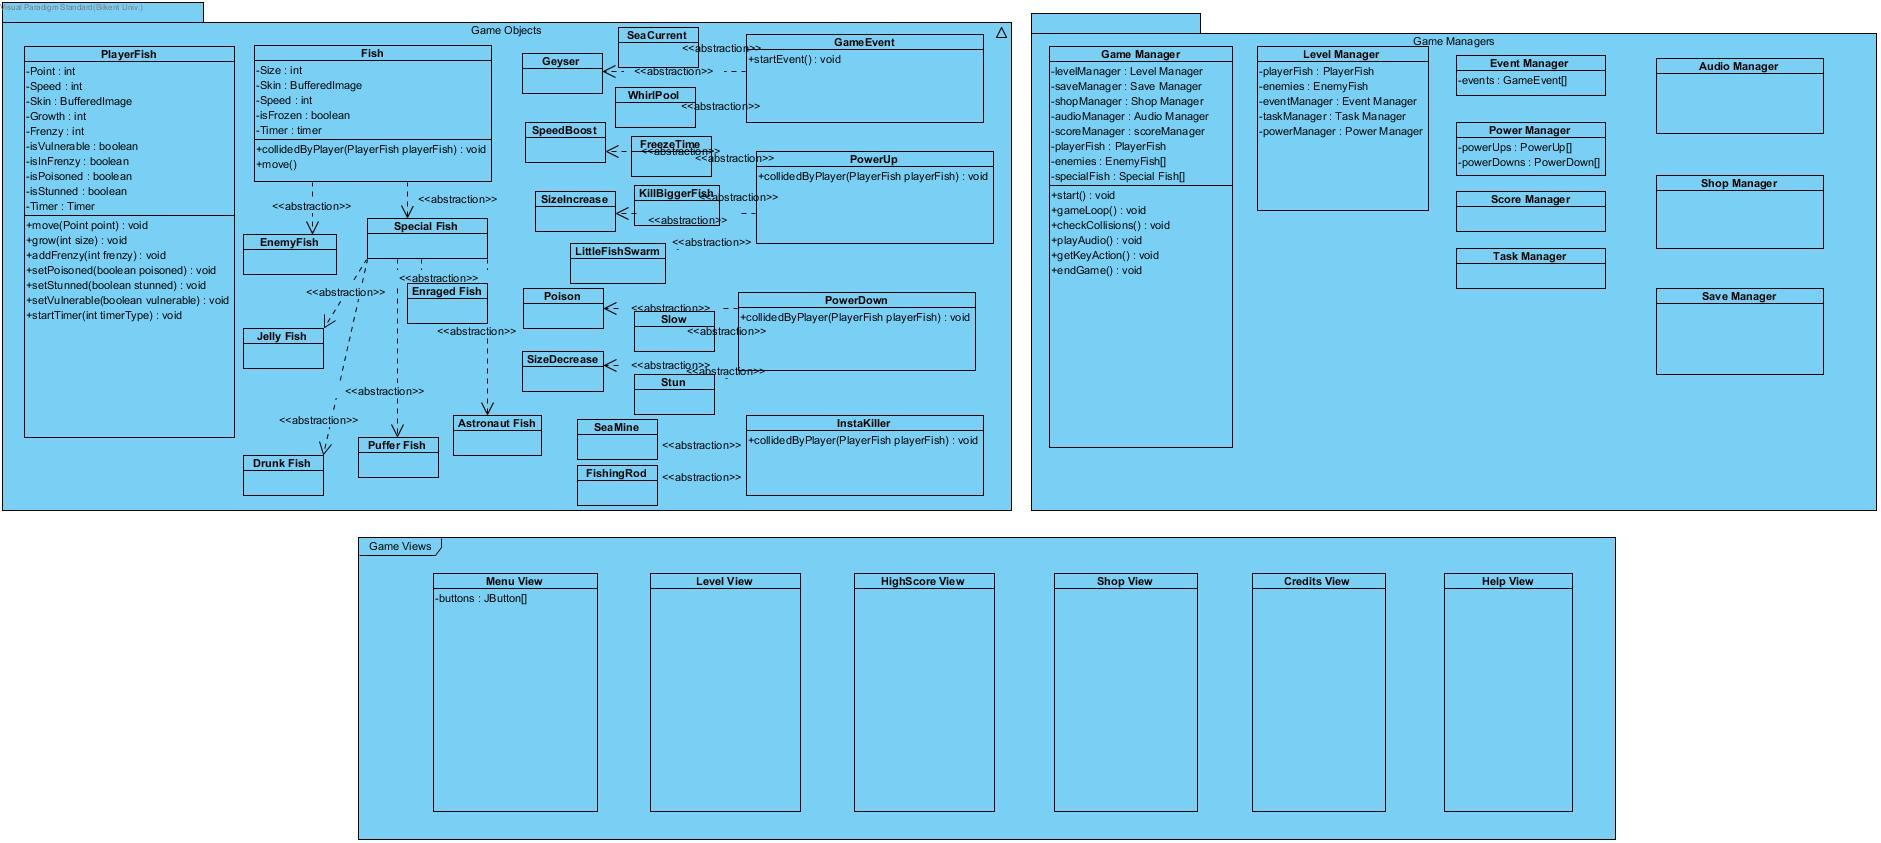 Visual Paradigm Standard(Bilkent Univ.)
Game Objects
PlayerFish
-Point : int
-Speed : int
-Skin : BufferedImage
-Growth : int
-Frenzy : int
-isVulnerable : boolean
-isInFrenzy : boolean
-isPoisoned : boolean
-isStunned : boolean
-Timer : Timer
+move(Point point) : void
+grow(int size) : void
+addFrenzy(int frenzy) : void
+setPoisoned(boolean poisoned) : void
+setStunned(boolean stunned) : void
+setVulnerable(boolean vulnerable) : void
+startTimer(int timerType) : void
Fish
-Size : int
-Skin : BufferedImage
-Speed : int
-isFrozen : boolean
-Timer : timer
+collidedByPlayer(PlayerFish playerFish) : void
+move()
<<abstraction>>
<<abstraction>>
EnemyFish
Special Fish
<<abstraction>>
<<abstraction>>
Enraged Fish
<<abstraction>>
Jelly Fish
<<abstraction>>
<<abstraction>>
Astronaut Fish
Puffer Fish
Drunk Fish
SeaCurrent
<<abstraction>>
Geyser
<<abstraction>>
WhirlPool
<<abstraction>>
GameEvent
+startEvent() : void
SpeedBoost
FreezeTime
<<abstraction>>
<<abstraction>>
PowerUp
+collidedByPlayer(PlayerFish playerFish) : void
SizeIncrease
KillBiggerFish
<<abstraction>>
<<abstraction>>
LittleFishSwarm
<<abstraction>>
Poison
<<abstraction>>
Slow
<<abstraction>>
PowerDown
+collidedByPlayer(PlayerFish playerFish) : void
SizeDecrease
<<abstraction>>
<<abstraction>>
Stun
SeaMine
<<abstraction>>
FishingRod
<<abstraction>>
InstaKiller
+collidedByPlayer(PlayerFish playerFish) : void
Game Managers
Game Manager
-levelManager : Level Manager
-saveManager : Save Manager
-shopManager : Shop Manager
-audioManager : Audio Manager
-scoreManager : scoreManager
-playerFish : PlayerFish
-enemies : EnemyFish[]
-specialFish : Special Fish[]
+start() : void
+gameLoop() : void
+checkCollisions() : void
+playAudio() : void
+getKeyAction() : void
+endGame() : void
Level Manager
-playerFish : PlayerFish
-enemies : EnemyFish
-eventManager : Event Manager
-taskManager : Task Manager
-powerManager : Power Manager
Event Manager
-events : GameEvent[]
Power Manager
-powerUps : PowerUp[]
-powerDowns : PowerDown[]
Score Manager
Task Manager
Audio Manager
Shop Manager
Save Manager
Game Views
Menu View
-buttons : JButton[]
Level View
HighScore View
Shop View
Credits View
Help View